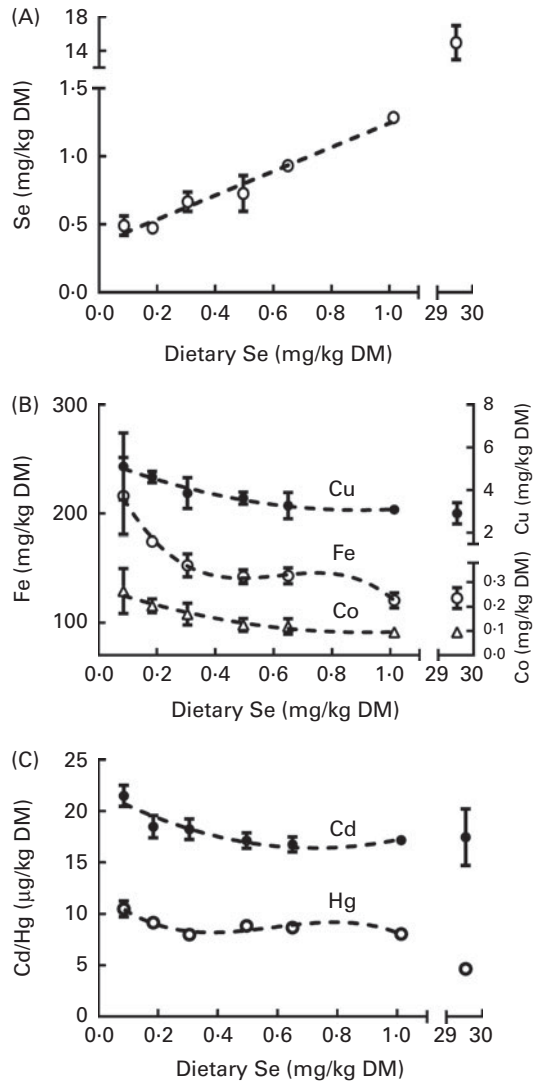 (A)
18
14
1·5
1·0
0·5
0·0
Se (mg/kg DM)
0·0 0·2 0·4 0·6 0·8 1·0 29 30
Dietary Se (mg/kg DM)
(B)
300
200
100
Fe (mg/kg DM)
8
6
4
2
Cu (mg/kg DM)
0·3
0·2
0·1
0·0
Co (mg/kg DM)
Cu
Fe
Co
0·0 0·2 0·4 0·6 0·8 1·0 29 30
Dietary Se (mg/kg DM)
(C)
25
20
15
10
5
0
Cd/Hg (μg/kg DM)
Cd
Hg
0·0 0·2 0·4 0·6 0·8 1·0 29 30
Dietary Se (mg/kg DM)